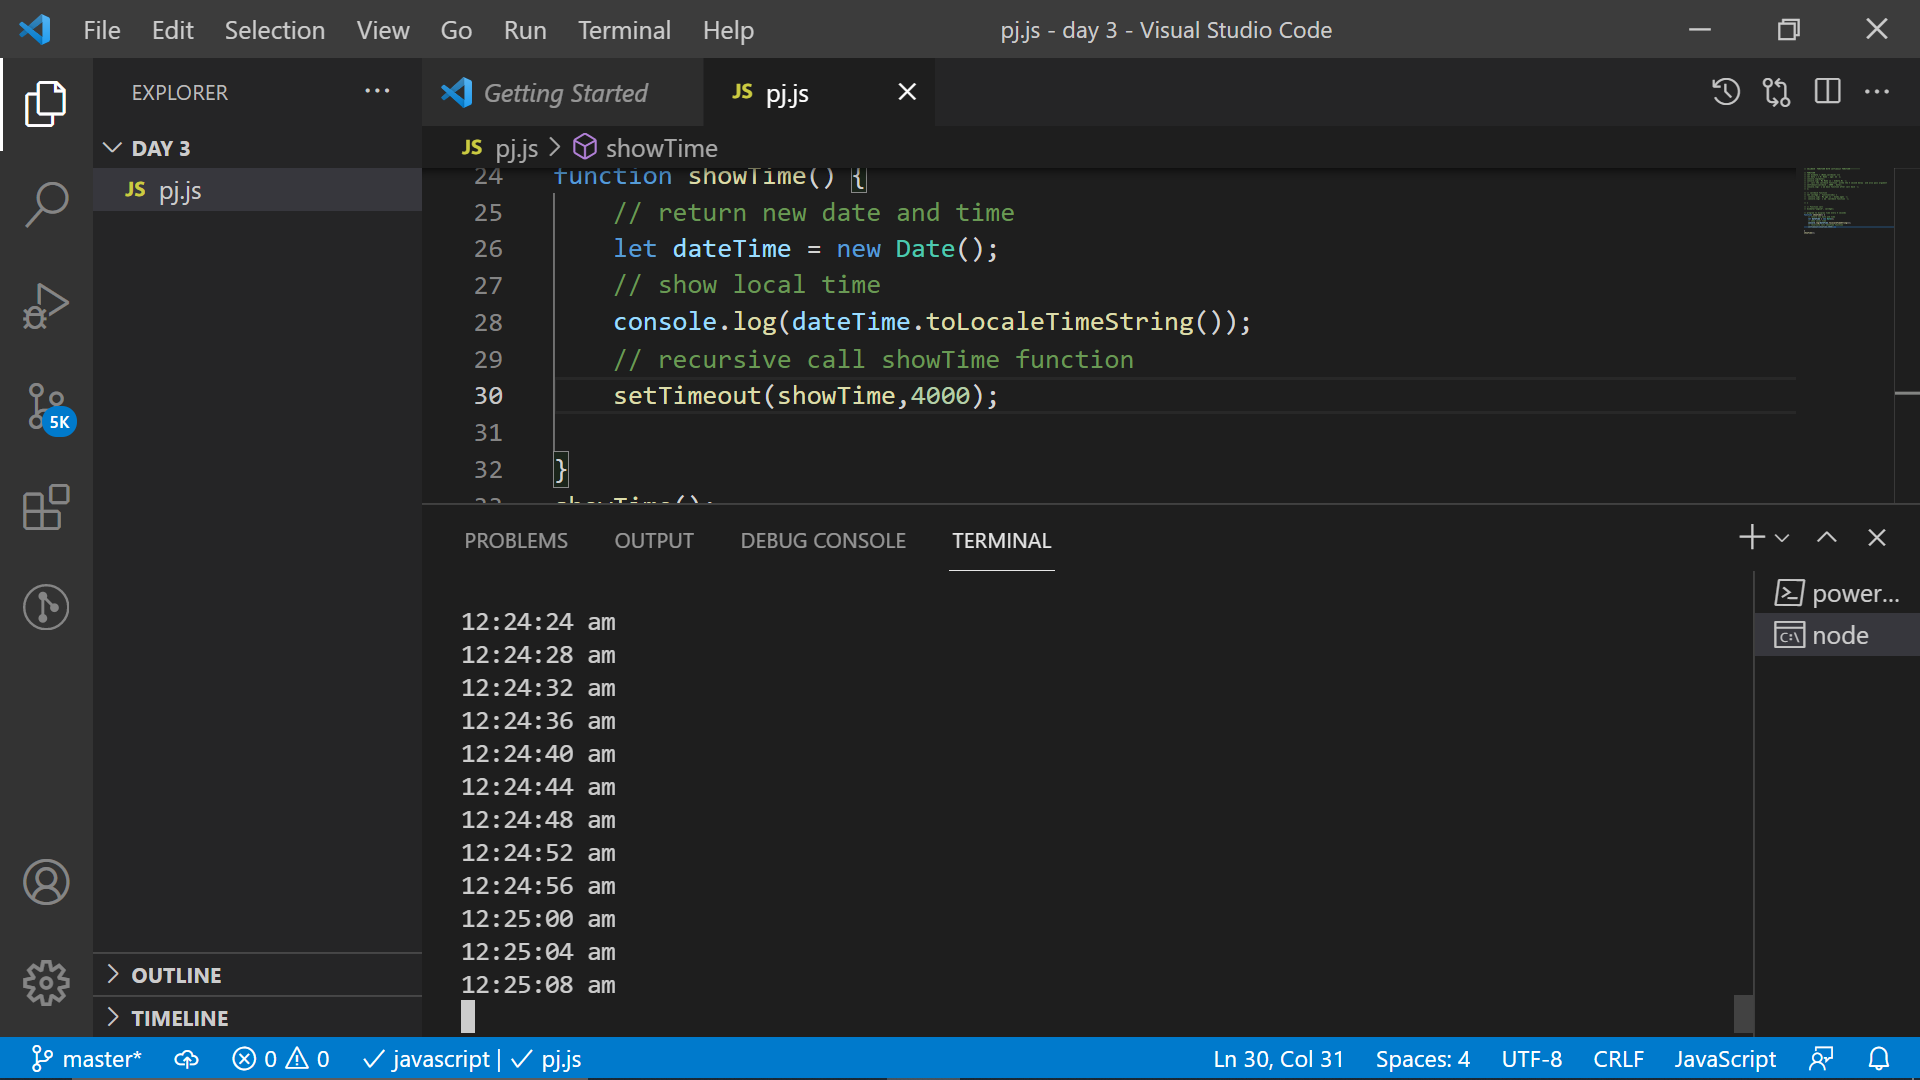 File Edit Selection View Go Run Terminal Help
pj.js - day 3 - Visual Studio Code
EXPLORER
Getting Started
JS pj.js
DAY 3
JS pj.js
JS pj.js > showTime
24 function showTime() {
25 // return new date and time
26 let dateTime = new Date();
27 // show local time
28 console.log(dateTime.toLocaleTimeString());
29 // recursive call showTime function
30 setTimeout(showTime,4000);
31
32 }
33 showTime();
5K
PROBLEMS OUTPUT DEBUG CONSOLE TERMINAL
power...
node
12:24:24 am
12:24:28 am
12:24:32 am
12:24:36 am
12:24:40 am
12:24:44 am
12:24:48 am
12:24:52 am
12:24:56 am
12:25:00 am
12:25:04 am
12:25:08 am
OUTLINE
TIMELINE
master* 0 0 javascript | pj.js Ln 30, Col 31 Spaces: 4 UTF-8 CRLF JavaScript